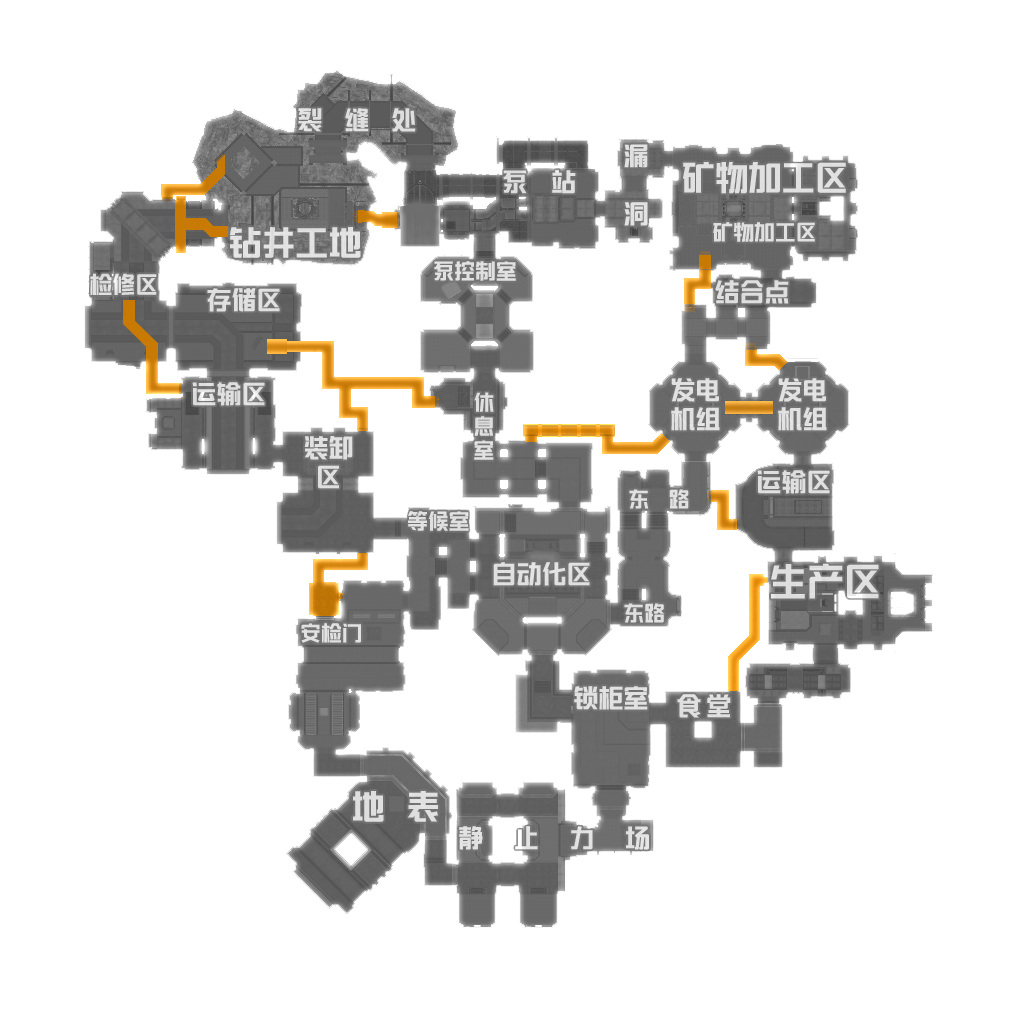 裂缝处
漏
洞
泵站
矿物加工区
矿物加工区
钻井工地
泵控制室
检修区
存储区
结合点
运输区
休息室
发电
机组
发电
机组
装卸
区
运输区
东路
等候室
自动化区
生产区
东路
安检门
锁柜室
食堂
地表
静止力场